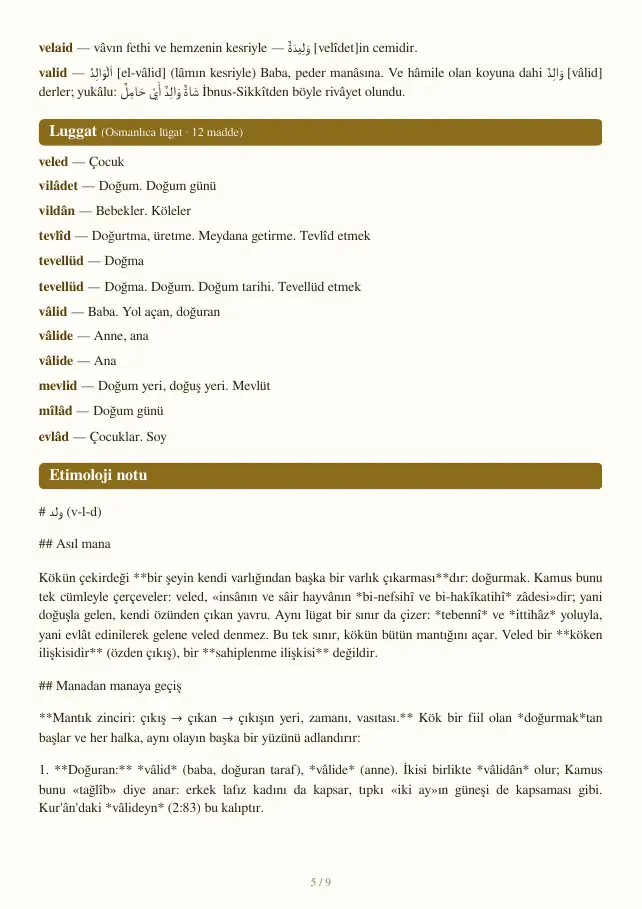 velaid — vâvın fethi ve hemzenin kesriyle — وَلِيدَةٌ [velîdet]in cemidir.
valid — اَلْوَالِدُ [el-vâlid] (lâmın kesriyle) Baba, peder manâsına. Ve hâmile olan koyuna dahi وَالِدٌ [vâlid]
derler; yukâlu: شَاةٌ وَالِدٌ أَيْ حَامِلٌ İbnus-Sikkîtden böyle rivâyet olundu.
Luggat (Osmanlıca lügat · 12 madde)
veled — Çocuk
vilâdet — Doğum. Doğum günü
vildân — Bebekler. Köleler
tevlîd — Doğurtma, üretme. Meydana getirme. Tevlîd etmek
tevellüd — Doğma
tevellüd — Doğma. Doğum. Doğum tarihi. Tevellüd etmek
vâlid — Baba. Yol açan, doğuran
vâlide — Anne, ana
vâlide — Ana
mevlid — Doğum yeri, doğuş yeri. Mevlüt
mîlâd — Doğum günü
evlâd — Çocuklar. Soy
Etimoloji notu
# ولد (v-l-d)
## Asıl mana
Kökün çekirdeği **bir şeyin kendi varlığından başka bir varlık çıkarması**dır: doğurmak. Kamus bunu
tek cümleyle çerçeveler: veled, «insânın ve sâir hayvânın *bi-nefsihî ve bi-hakîkatihî* zâdesi»dir; yani
doğuşla gelen, kendi özünden çıkan yavru. Aynı lügat bir sınır da çizer: *tebennî* ve *ittihâz* yoluyla,
yani evlât edinilerek gelene veled denmez. Bu tek sınır, kökün bütün mantığını açar. Veled bir **köken
ilişkisidir** (özden çıkış), bir **sahiplenme ilişkisi** değildir.
## Manadan manaya geçiş
**Mantık zinciri: çıkış → çıkan → çıkışın yeri, zamanı, vasıtası.** Kök bir fiil olan *doğurmak*tan
başlar ve her halka, aynı olayın başka bir yüzünü adlandırır:
1. **Doğuran:** *vâlid* (baba, doğuran taraf), *vâlide* (anne). İkisi birlikte *vâlidân* olur; Kamus
bunu «tağlîb» diye anar: erkek lafız kadını da kapsar, tıpkı «iki ay»ın güneşi de kapsaması gibi.
Kur'ân'daki *vâlideyn* (2:83) bu kalıptır.
5 / 9